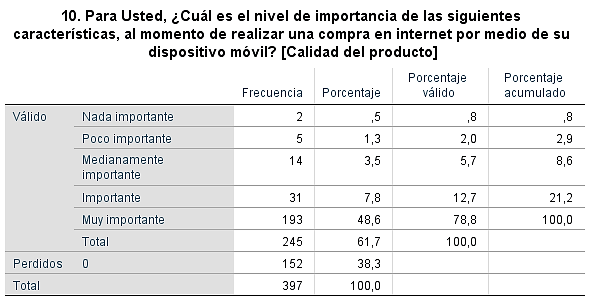 10. Para Usted, ¿Cuál es el nivel de importancia de las siguientes
características, al momento de realizar una compra en internet por medio de su
dispositivo móvil? [Calidad del producto]
Frecuencia Porcentaje Porcentaje válido Porcentaje acumulado
Válido Nada importante 2 ,5 ,8 ,8
Poco importante 5 1,3 2,0 2,9
Medianamente importante 14 3,5 5,7 8,6
Importante 31 7,8 12,7 21,2
Muy importante 193 48,6 78,8 100,0
Total 245 61,7 100,0
Perdidos 0 152 38,3
Total 397 100,0